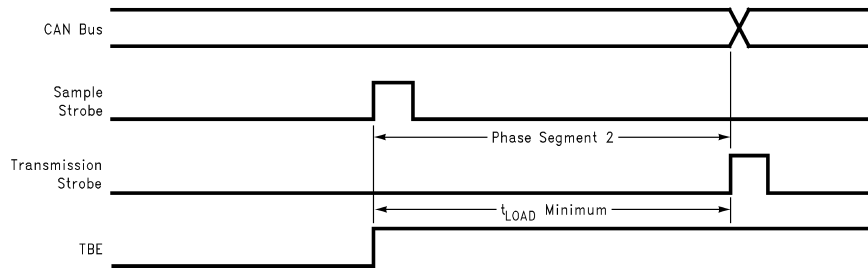 CAN Bus
Sample
Strobe
Phase Segment 2
Transmission
Strobe
tLOAD Minimum
TBE